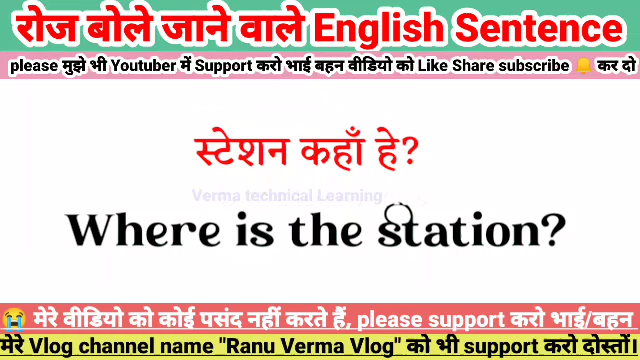 रोज बोले जाने वाले English Sentence
please मुझे भी Youtuber में Support करो भाई बहन वीडियो को Like Share subscribe 🔔 कर दो
स्टेशन कहाँ हे?
Verma technical Learning
Where is the station?
😭 मेरे वीडियो को कोई पसंद नहीं करते हैं, please support करो भाई/बहन
मेरे Vlog channel name "Ranu Verma Vlog" को भी support करो दोस्तों।